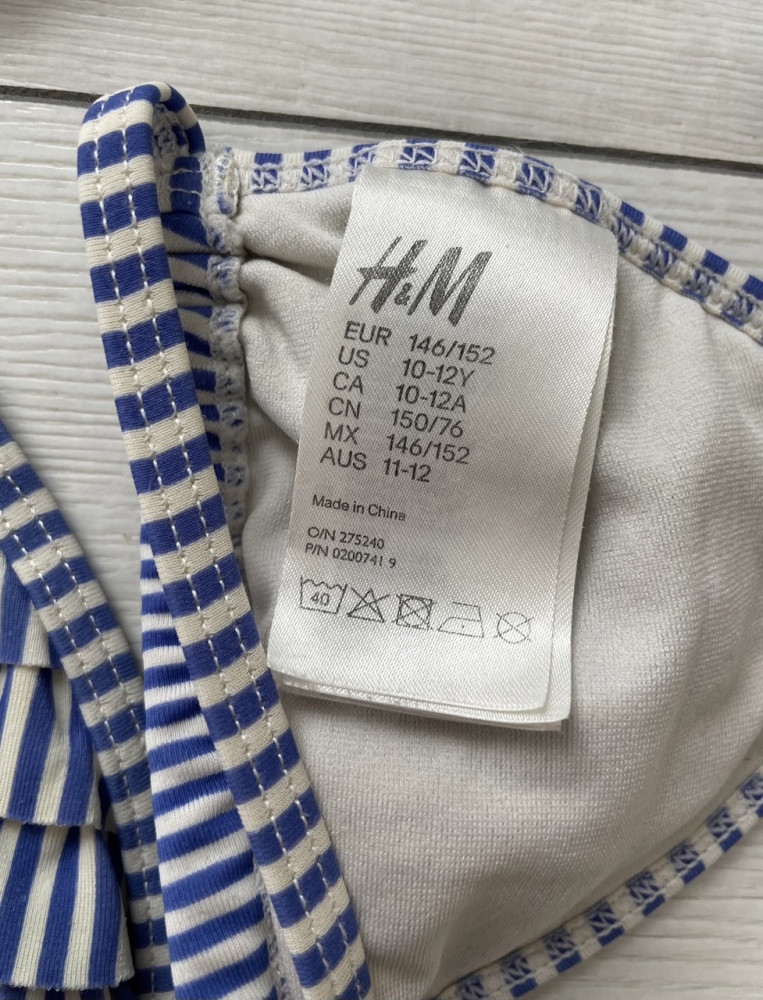 H&M
EUR 146/152
US 10-12Y
CA 10-12A
CN 150/76
MX 146/152
AUS 11-12
Made in China
O/N 275240
P/N 0200741 9
40